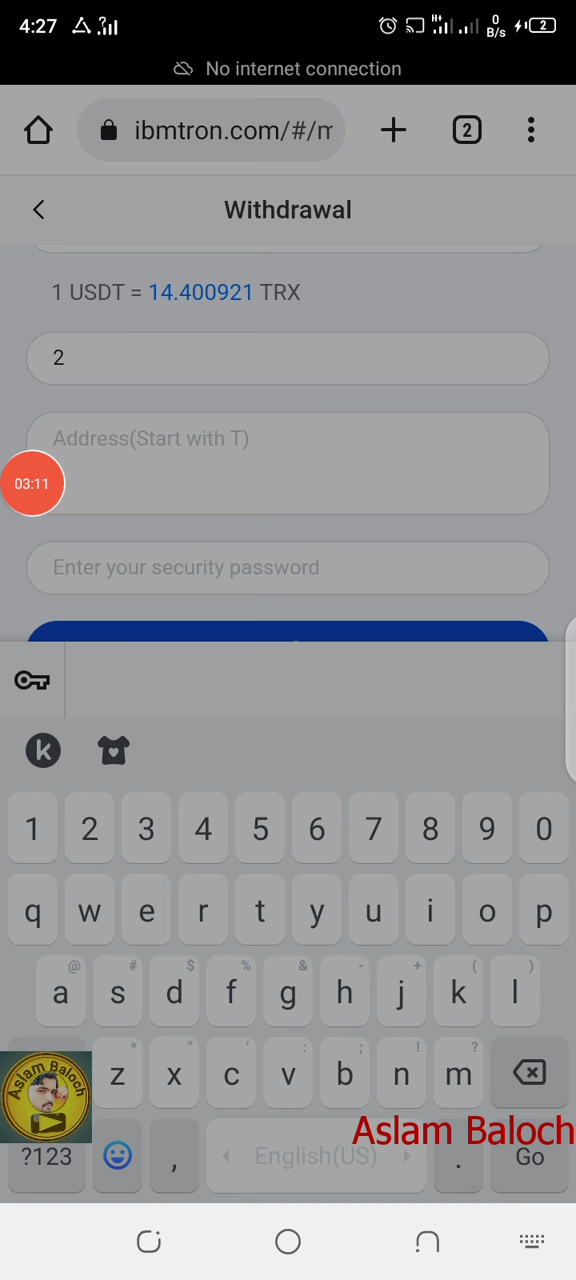 4:27
0 B/s
2
No internet connection
ibmtron.com/#/m
2
Withdrawal
1 USDT = 14.400921 TRX
2
Address(Start with T)
03:11
Enter your security password
k
1 2 3 4 5 6 7 8 9 0
q w e r t y u i o p
@ # $ % & - + ( )
a s d f g h j k l
* " ' : ; ! ?
z x c v b n m
Aslam Baloch
Aslam Baloch
?123 , English(US) . Go